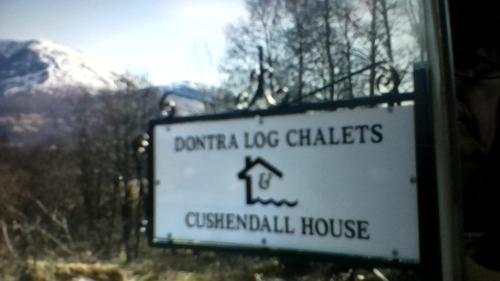 DONTRA LOG CHALETS
&
CUSHENDALL HOUSE